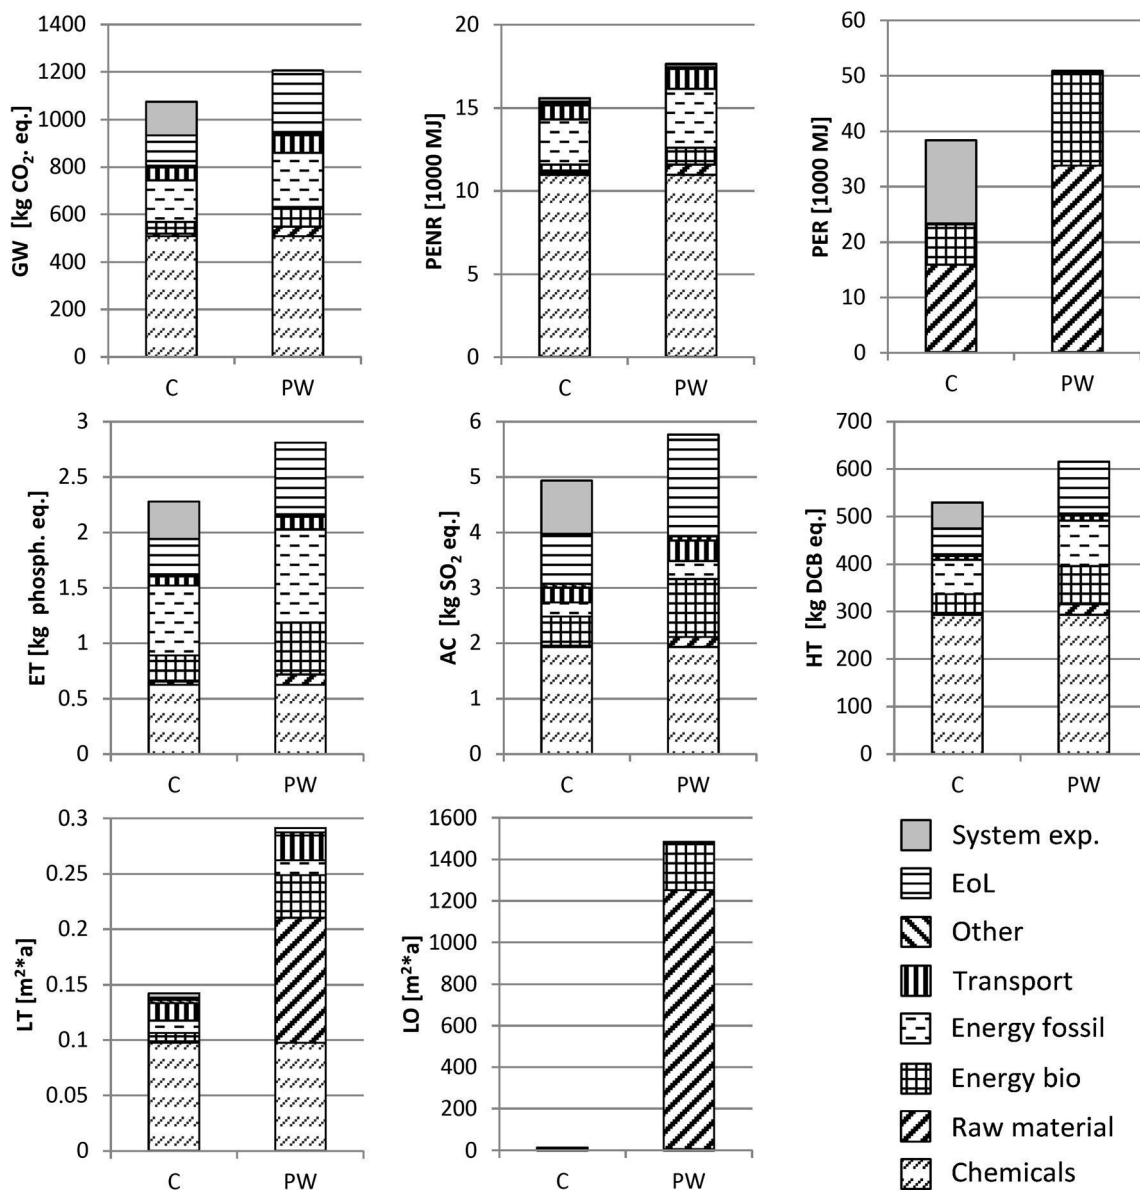 GW [kg CO2. eq.]
1400
1200
1000
800
600
400
200
0
C PW
PENR [1000 MJ]
20
15
10
5
0
C PW
PER [1000 MJ]
60
50
40
30
20
10
0
C PW
ET [kg phosph. eq.]
3
2.5
2
1.5
1
0.5
0
C PW
AC [kg SO2 eq.]
6
5
4
3
2
1
0
C PW
HT [kg DCB eq.]
700
600
500
400
300
200
100
0
C PW
LT [m²*a]
0.3
0.25
0.2
0.15
0.1
0.05
0
C PW
LO [m²*a]
1600
1400
1200
1000
800
600
400
200
0
C PW
System exp.
EoL
Other
Transport
Energy fossil
Energy bio
Raw material
Chemicals